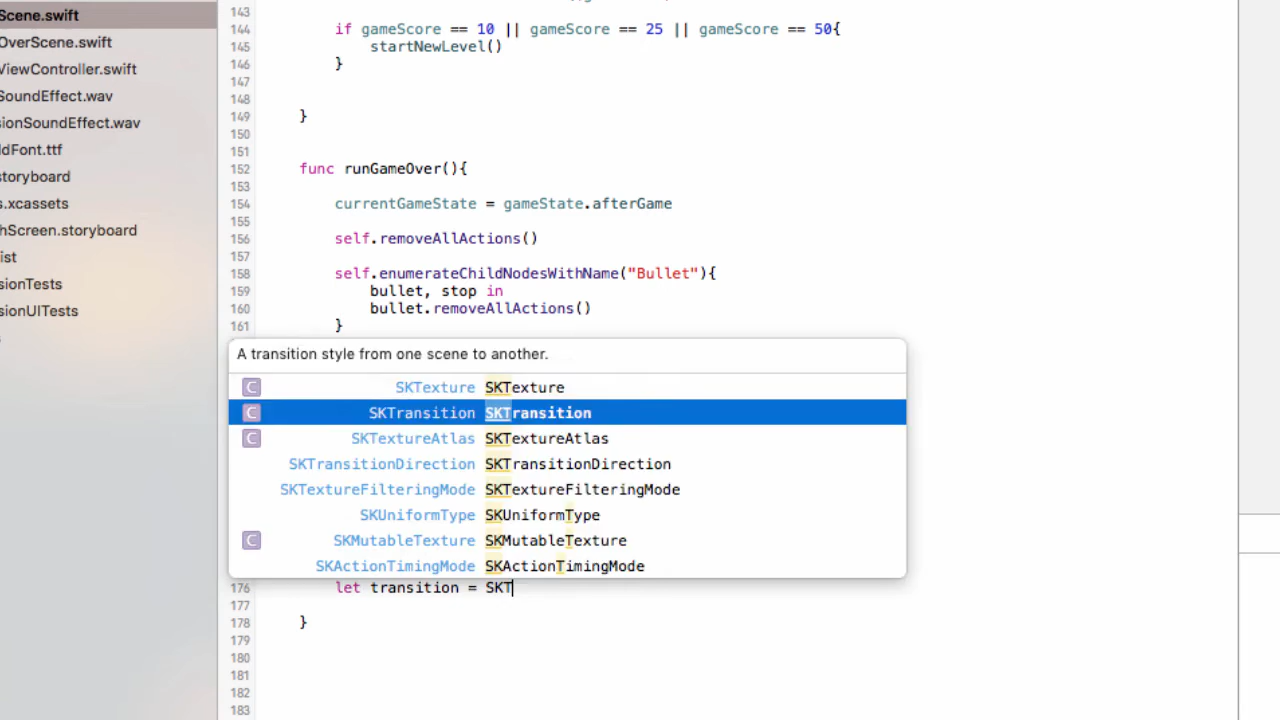 Scene.swift
OverScene.swift
ViewController.swift
SoundEffect.wav
sionSoundEffect.wav
ldFont.ttf
storyboard
s.xcassets
hScreen.storyboard
ist
sionTests
sionUITests
143
144 if gameScore == 10 || gameScore == 25 || gameScore == 50{
145 startNewLevel()
146 }
147
148
149 }
150
151
152 func runGameOver(){
153
154 currentGameState = gameState.afterGame
155
156 self.removeAllActions()
157
158 self.enumerateChildNodesWithName("Bullet"){
159 bullet, stop in
160 bullet.removeAllActions()
161 }
A transition style from one scene to another.
C SKTexture SKTexture
C SKTransition SKTransition
C SKTextureAtlas SKTextureAtlas
SKTransitionDirection SKTransitionDirection
SKTextureFilteringMode SKTextureFilteringMode
SKUniformType SKUniformType
C SKMutableTexture SKMutableTexture
SKActionTimingMode SKActionTimingMode
176 let transition = SKT
177
178 }
179
180
181
182
183